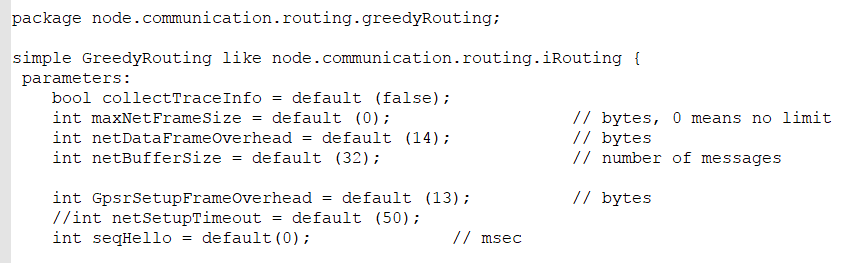 package node.communication.routing.greedyRouting;
simple GreedyRouting like node.communication.routing.iRouting {
parameters:
bool collectTraceInfo = default (false);
int maxNetFrameSize = default (0); // bytes, 0 means no limit
int netDataFrameOverhead = default (14); // bytes
int netBufferSize = default (32); // number of messages
int GpsrSetupFrameOverhead = default (13); // bytes
//int netSetupTimeout = default (50);
int seqHello = default(0); // msec